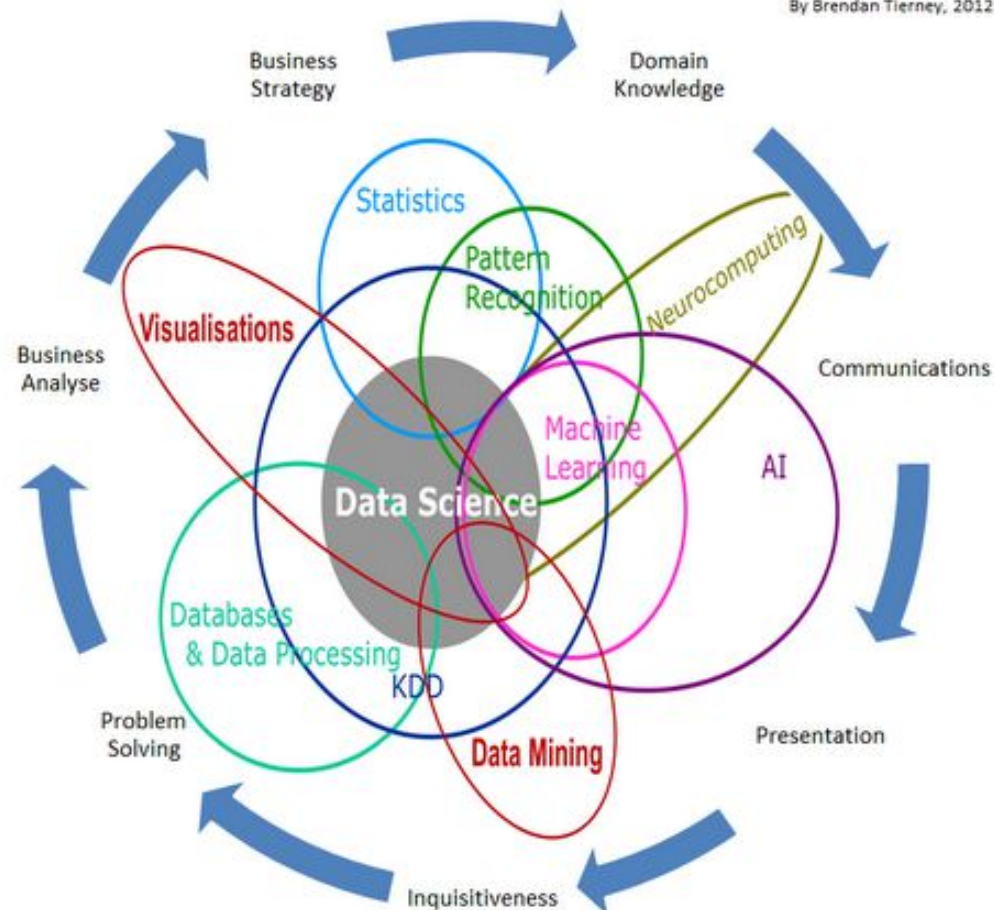 By Brendan Tierney, 2012
Business
Strategy
Domain
Knowledge
Statistics
Pattern
Recognition
Neurocomputing
Visualisations
Business
Analyse
Communications
Machine
Learning
AI
Data Science
Databases
& Data Processing
KDD
Problem
Solving
Data Mining
Presentation
Inquisitiveness